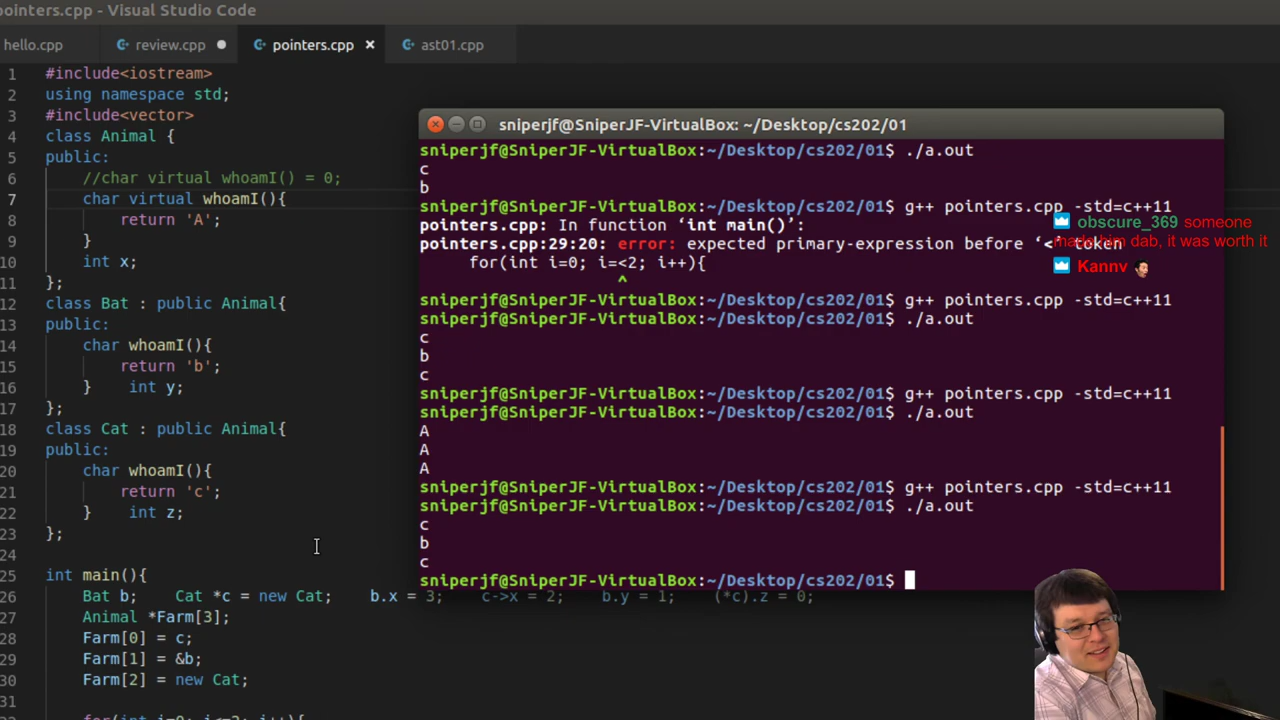 pointers.cpp - Visual Studio Code
hello.cpp
review.cpp
pointers.cpp
ast01.cpp
1 #include<iostream>
2 using namespace std;
3 #include<vector>
4 class Animal {
5 public:
6 //char virtual whoamI() = 0;
7 char virtual whoamI(){
8 return 'A';
9 }
10 int x;
11 };
12 class Bat : public Animal{
13 public:
14 char whoamI(){
15 return 'b';
16 } int y;
17 };
18 class Cat : public Animal{
19 public:
20 char whoamI(){
21 return 'c';
22 } int z;
23 };
24
25 int main(){
26 Bat b; Cat *c = new Cat; b.x = 3; c->x = 2; b.y = 1; (*c).z = 0;
27 Animal *Farm[3];
28 Farm[0] = c;
29 Farm[1] = &b;
30 Farm[2] = new Cat;
31
sniperjf@SniperJF-VirtualBox: ~/Desktop/cs202/01
sniperjf@SniperJF-VirtualBox:~/Desktop/cs202/01$ ./a.out
c
b
sniperjf@SniperJF-VirtualBox:~/Desktop/cs202/01$ g++ pointers.cpp -std=c++11
pointers.cpp: In function ‘int main()’:
pointers.cpp:29:20: error: expected primary-expression before ‘<’ token
for(int i=0; i=<2; i++){
^
sniperjf@SniperJF-VirtualBox:~/Desktop/cs202/01$ g++ pointers.cpp -std=c++11
sniperjf@SniperJF-VirtualBox:~/Desktop/cs202/01$ ./a.out
c
b
c
sniperjf@SniperJF-VirtualBox:~/Desktop/cs202/01$ g++ pointers.cpp -std=c++11
sniperjf@SniperJF-VirtualBox:~/Desktop/cs202/01$ ./a.out
A
A
A
sniperjf@SniperJF-VirtualBox:~/Desktop/cs202/01$ g++ pointers.cpp -std=c++11
sniperjf@SniperJF-VirtualBox:~/Desktop/cs202/01$ ./a.out
c
b
c
sniperjf@SniperJF-VirtualBox:~/Desktop/cs202/01$
obscure_369 someone
made him dab, it was worth it
Kannv